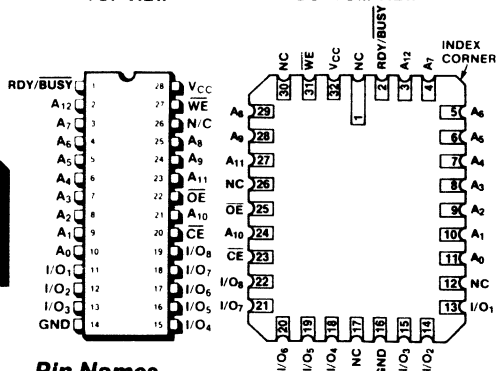 RDY/BUSY 1 28 VCC
A12 2 27 WE
A7 3 26 N/C
A6 4 25 A8
A5 5 24 A9
A4 6 23 A11
A3 7 22 OE
A2 8 21 A10
A1 9 20 CE
A0 10 19 I/O8
I/O1 11 18 I/O7
I/O2 12 17 I/O6
I/O3 13 16 I/O5
GND 14 15 I/O4
Pin Names
INDEX
CORNER
NC 30
WE 31
VCC 32
NC 1
RDY/BUSY 2
A12 3
A7 4
A8 29
A9 28
A11 27
NC 26
OE 25
A10 24
CE 23
I/O8 22
I/O7 21
5 A6
6 A5
7 A4
8 A3
9 A2
10 A1
11 A0
12 NC
13 I/O1
I/O6 20
I/O5 19
I/O4 18
NC 17
GND 16
I/O3 15
I/O2 14